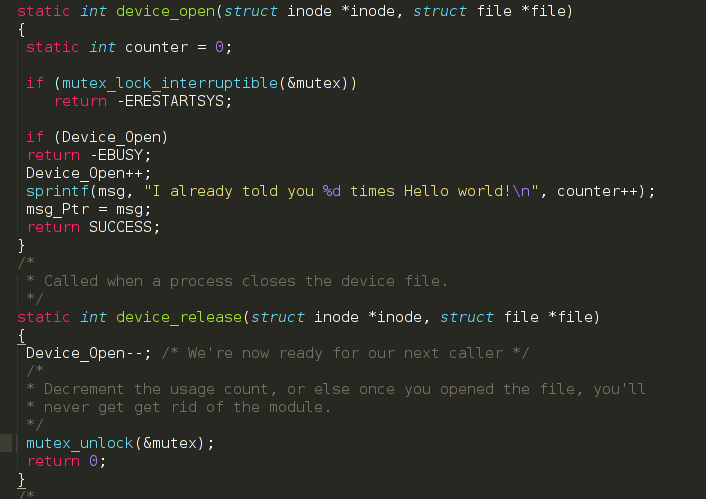 static int device_open(struct inode *inode, struct file *file)
{
static int counter = 0;
if (mutex_lock_interruptible(&mutex))
return -ERESTARTSYS;
if (Device_Open)
return -EBUSY;
Device_Open++;
sprintf(msg, "I already told you %d times Hello world!\n", counter++);
msg_Ptr = msg;
return SUCCESS;
}
/*
* Called when a process closes the device file.
*/
static int device_release(struct inode *inode, struct file *file)
{
Device_Open--; /* We're now ready for our next caller */
/*
* Decrement the usage count, or else once you opened the file, you'll
* never get get rid of the module.
*/
mutex_unlock(&mutex);
return 0;
}
/*